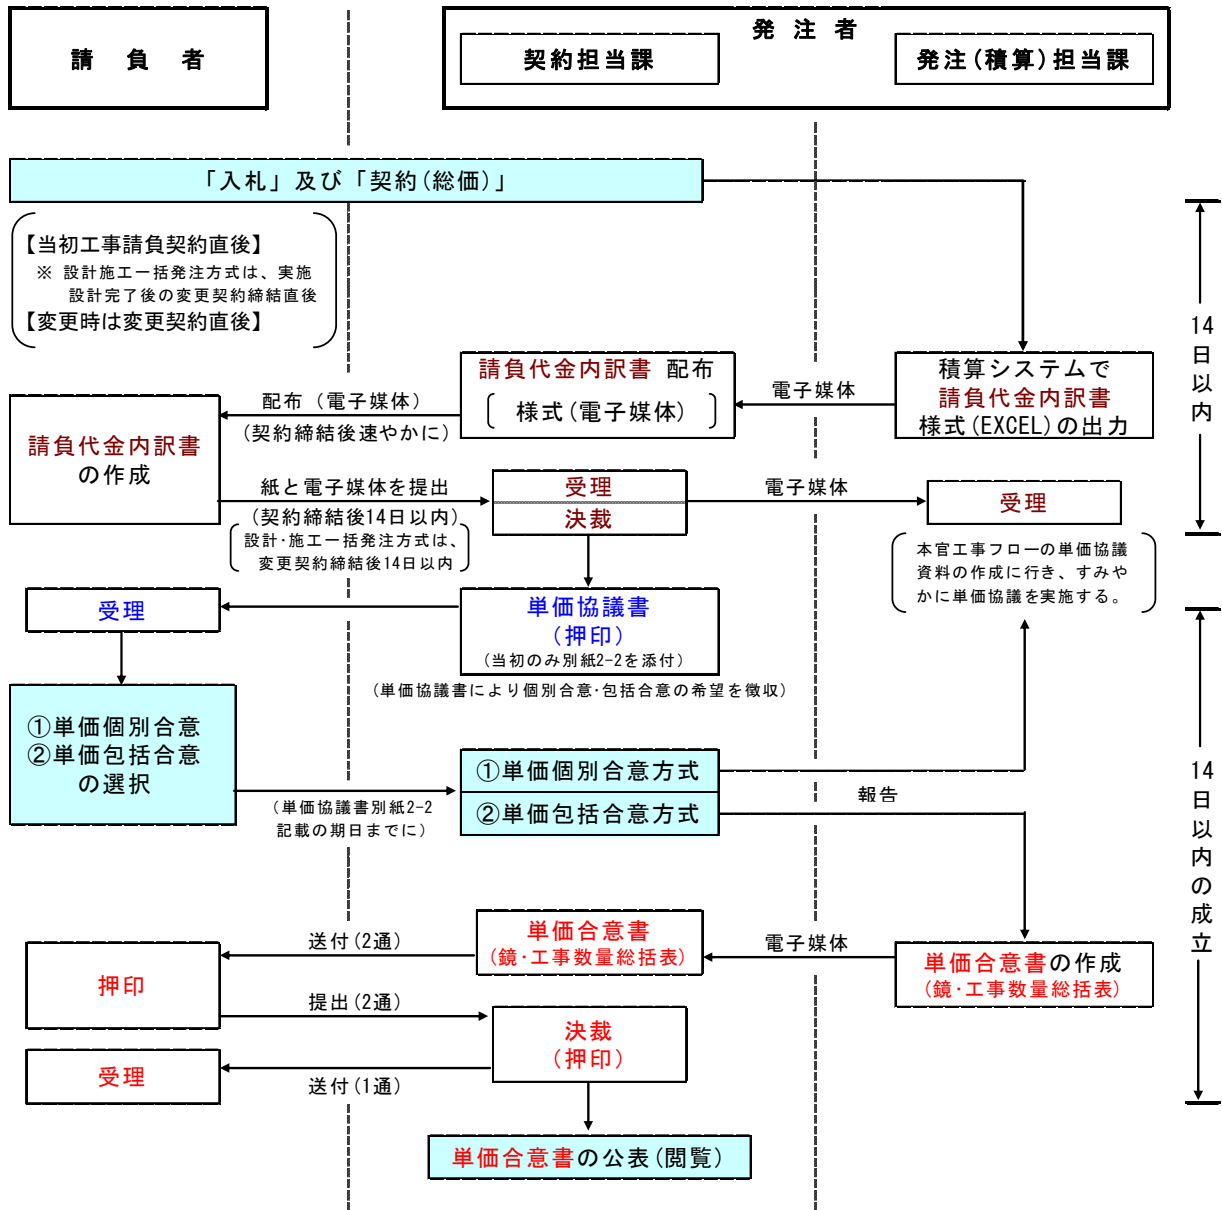 請　負　者
発　注　者
契約担当課
発注(積算)担当課
「入札」及び「契約(総価)」
【当初工事請負契約直後】
※ 設計施工一括発注方式は、実施
設計完了後の変更契約締結直後
【変更時は変更契約直後】
14日以内
請負代金内訳書 配布
様式(電子媒体)
電子媒体
積算システムで
請負代金内訳書
様式(EXCEL)の出力
配布（電子媒体）
(契約締結後速やかに)
請負代金内訳書
の作成
紙と電子媒体を提出
(契約締結後14日以内)
設計･施工一括発注方式は、
変更契約締結後14日以内
受理
決裁
電子媒体
受理
本官工事フローの単価協議
資料の作成に行き、すみや
かに単価協議を実施する。
受理
単価協議書
(押印)
(当初のみ別紙2-2を添付)
(単価協議書により個別合意･包括合意の希望を徴収)
①単価個別合意
②単価包括合意
の選択
(単価協議書別紙2-2
記載の期日までに)
①単価個別合意方式
②単価包括合意方式
報告
14日以内の成立
送付(2通)
単価合意書
(鏡･工事数量総括表)
電子媒体
単価合意書の作成
(鏡･工事数量総括表)
押印
提出(2通)
決裁
(押印)
受理
送付(1通)
単価合意書の公表(閲覧)